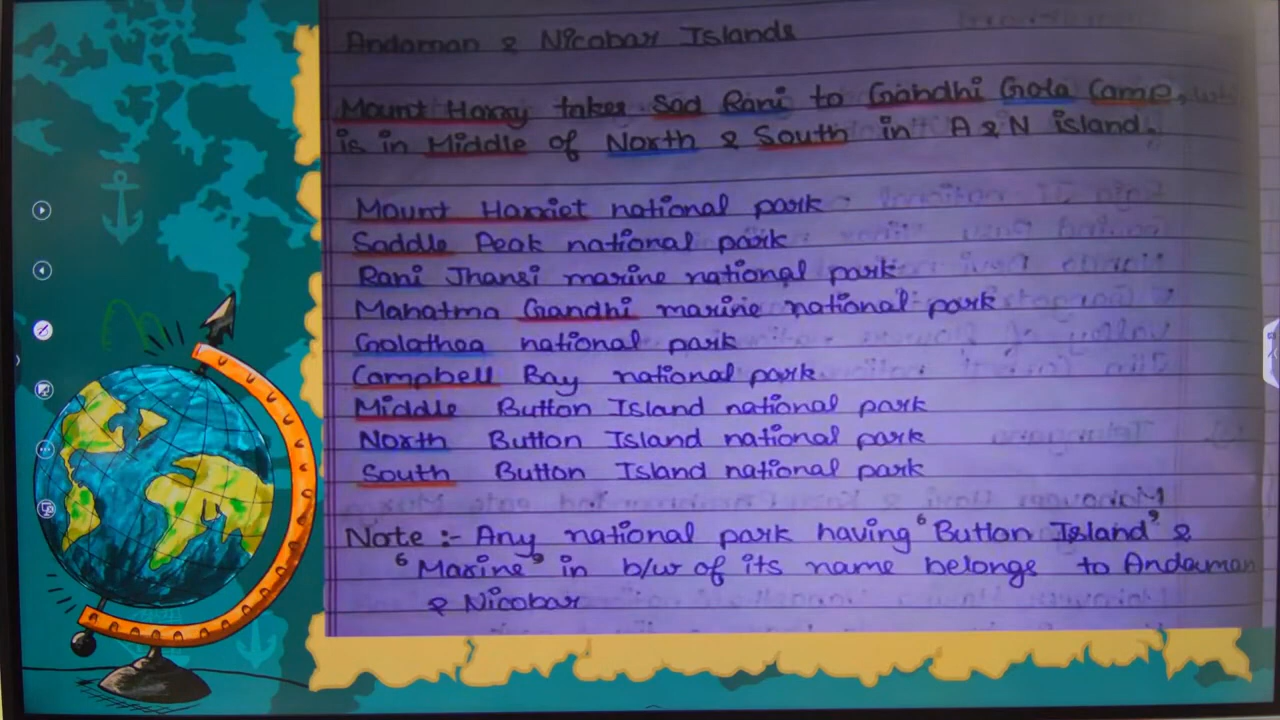 Andaman & Nicobar Islands
Mount Harry takes Sad Rani to Gandhi Gola Camp,
is in Middle of North & South in A & N island.
Mount Harriet national park
Saddle Peak national park
Rani Jhansi marine national park
Mahatma Gandhi marine national park
Galathea national park
Campbell Bay national park
Middle Button Island national park
North Button Island national park
South Button Island national park
Note :- Any national park having 'Button Island' &
'Marine' in b/w of its name belongs to Andaman
& Nicobar